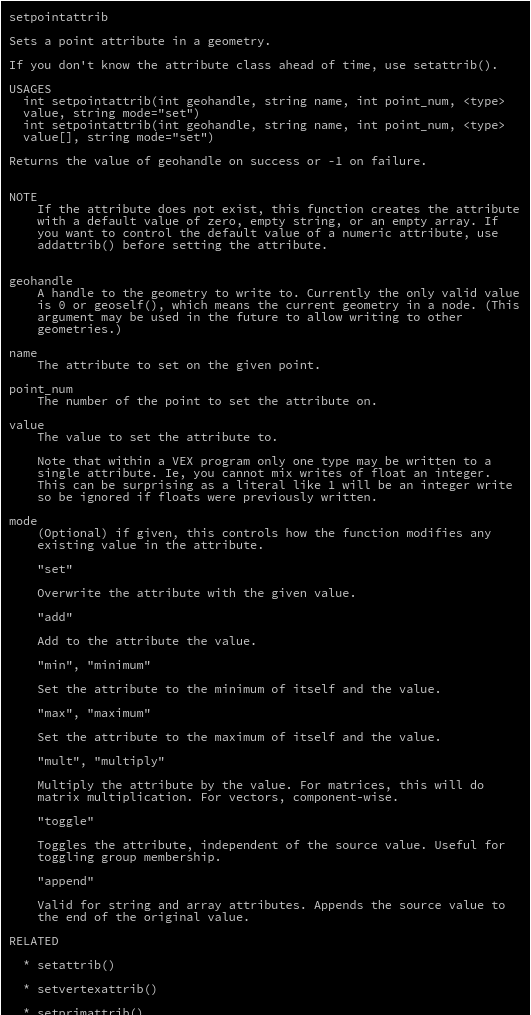 setpointattrib
Sets a point attribute in a geometry.
If you don't know the attribute class ahead of time, use setattrib().
USAGES
int setpointattrib(int geohandle, string name, int point_num, <type>
value, string mode="set")
int setpointattrib(int geohandle, string name, int point_num, <type>
value[], string mode="set")
Returns the value of geohandle on success or -1 on failure.
NOTE
If the attribute does not exist, this function creates the attribute
with a default value of zero, empty string, or an empty array. If
you want to control the default value of a numeric attribute, use
addattrib() before setting the attribute.
geohandle
A handle to the geometry to write to. Currently the only valid value
is 0 or geoself(), which means the current geometry in a node. (This
argument may be used in the future to allow writing to other
geometries.)
name
The attribute to set on the given point.
point_num
The number of the point to set the attribute on.
value
The value to set the attribute to.
Note that within a VEX program only one type may be written to a
single attribute. Ie, you cannot mix writes of float an integer.
This can be surprising as a literal like 1 will be an integer write
so be ignored if floats were previously written.
mode
(Optional) if given, this controls how the function modifies any
existing value in the attribute.
"set"
Overwrite the attribute with the given value.
"add"
Add to the attribute the value.
"min", "minimum"
Set the attribute to the minimum of itself and the value.
"max", "maximum"
Set the attribute to the maximum of itself and the value.
"mult", "multiply"
Multiply the attribute by the value. For matrices, this will do
matrix multiplication. For vectors, component-wise.
"toggle"
Toggles the attribute, independent of the source value. Useful for
toggling group membership.
"append"
Valid for string and array attributes. Appends the source value to
the end of the original value.
RELATED
* setattrib()
* setvertexattrib()
* setprimattrib()